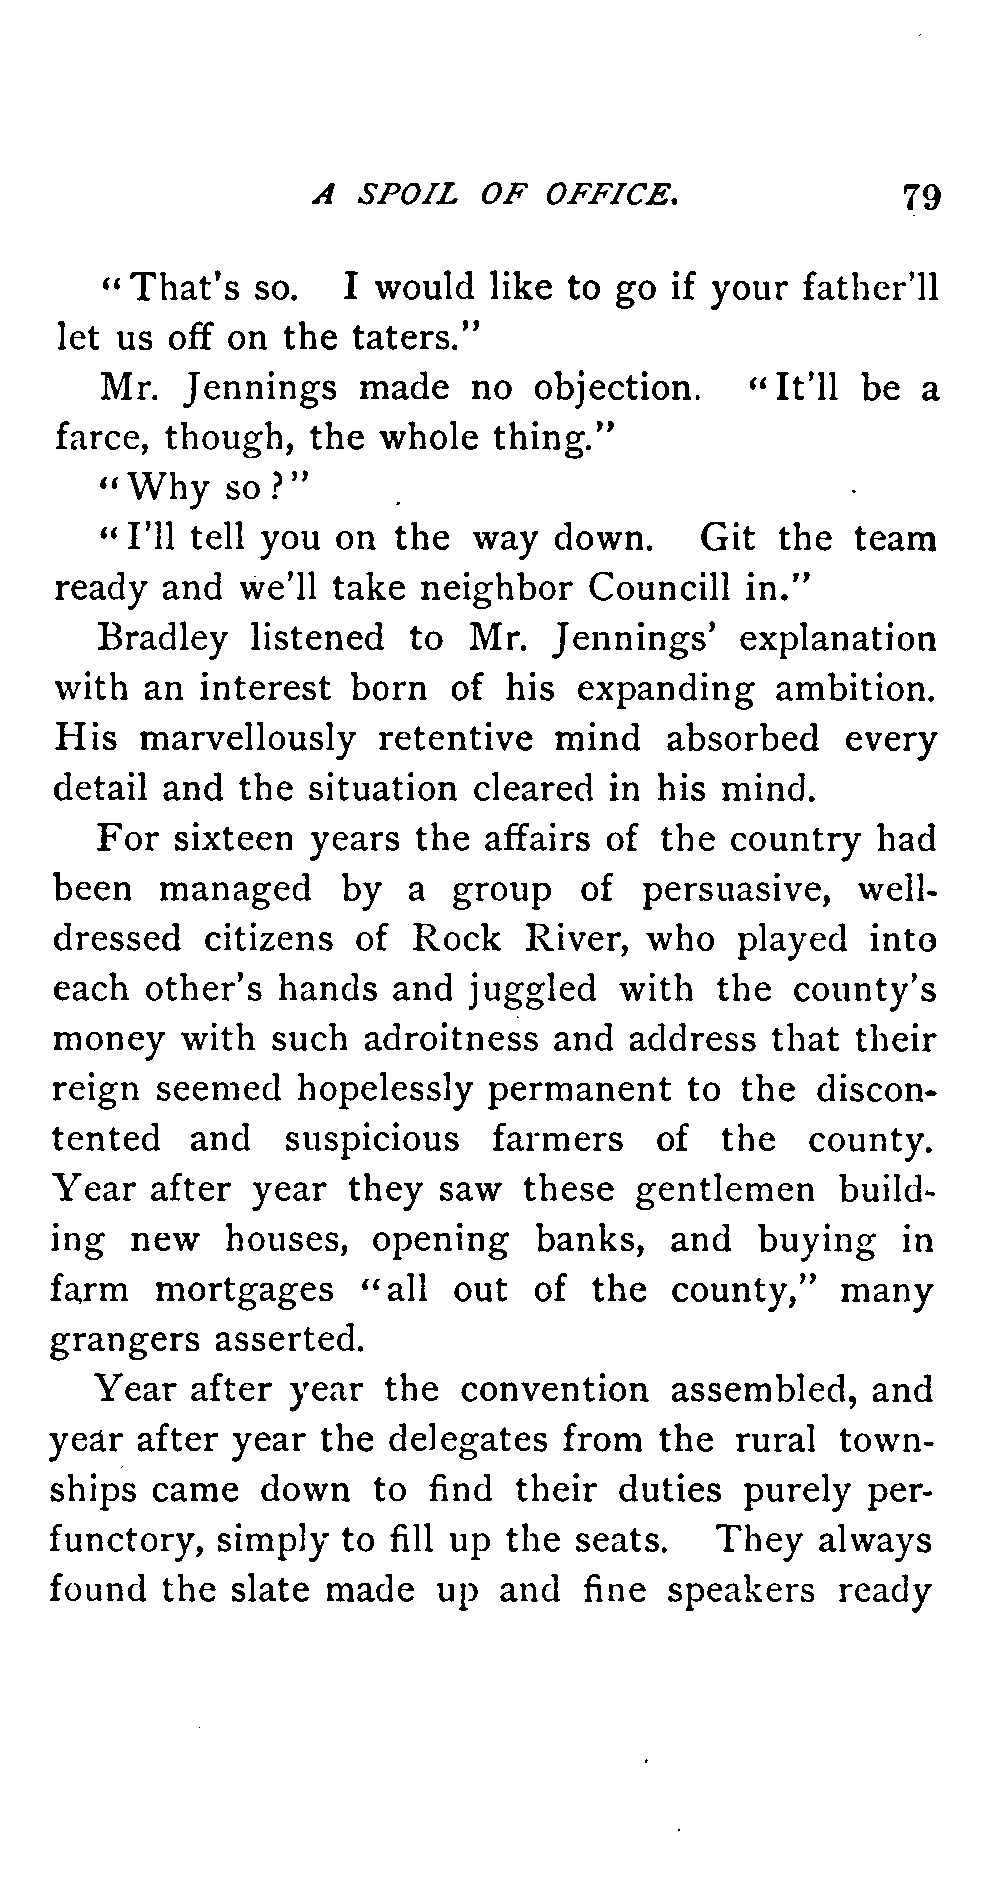 A SPOIL OF OFFICE. 79
"That's so. I would like to go if your father'll
let us off on the taters."
Mr. Jennings made no objection. "It'll be a
farce, though, the whole thing."
"Why so?"
"I'll tell you on the way down. Git the team
ready and we'll take neighbor Councill in."
Bradley listened to Mr. Jennings' explanation
with an interest born of his expanding ambition.
His marvellously retentive mind absorbed every
detail and the situation cleared in his mind.
For sixteen years the affairs of the country had
been managed by a group of persuasive, well-
dressed citizens of Rock River, who played into
each other's hands and juggled with the county's
money with such adroitness and address that their
reign seemed hopelessly permanent to the discon-
tented and suspicious farmers of the county.
Year after year they saw these gentlemen build-
ing new houses, opening banks, and buying in
farm mortgages "all out of the county," many
grangers asserted.
Year after year the convention assembled, and
year after year the delegates from the rural town-
ships came down to find their duties purely per-
functory, simply to fill up the seats. They always
found the slate made up and fine speakers ready